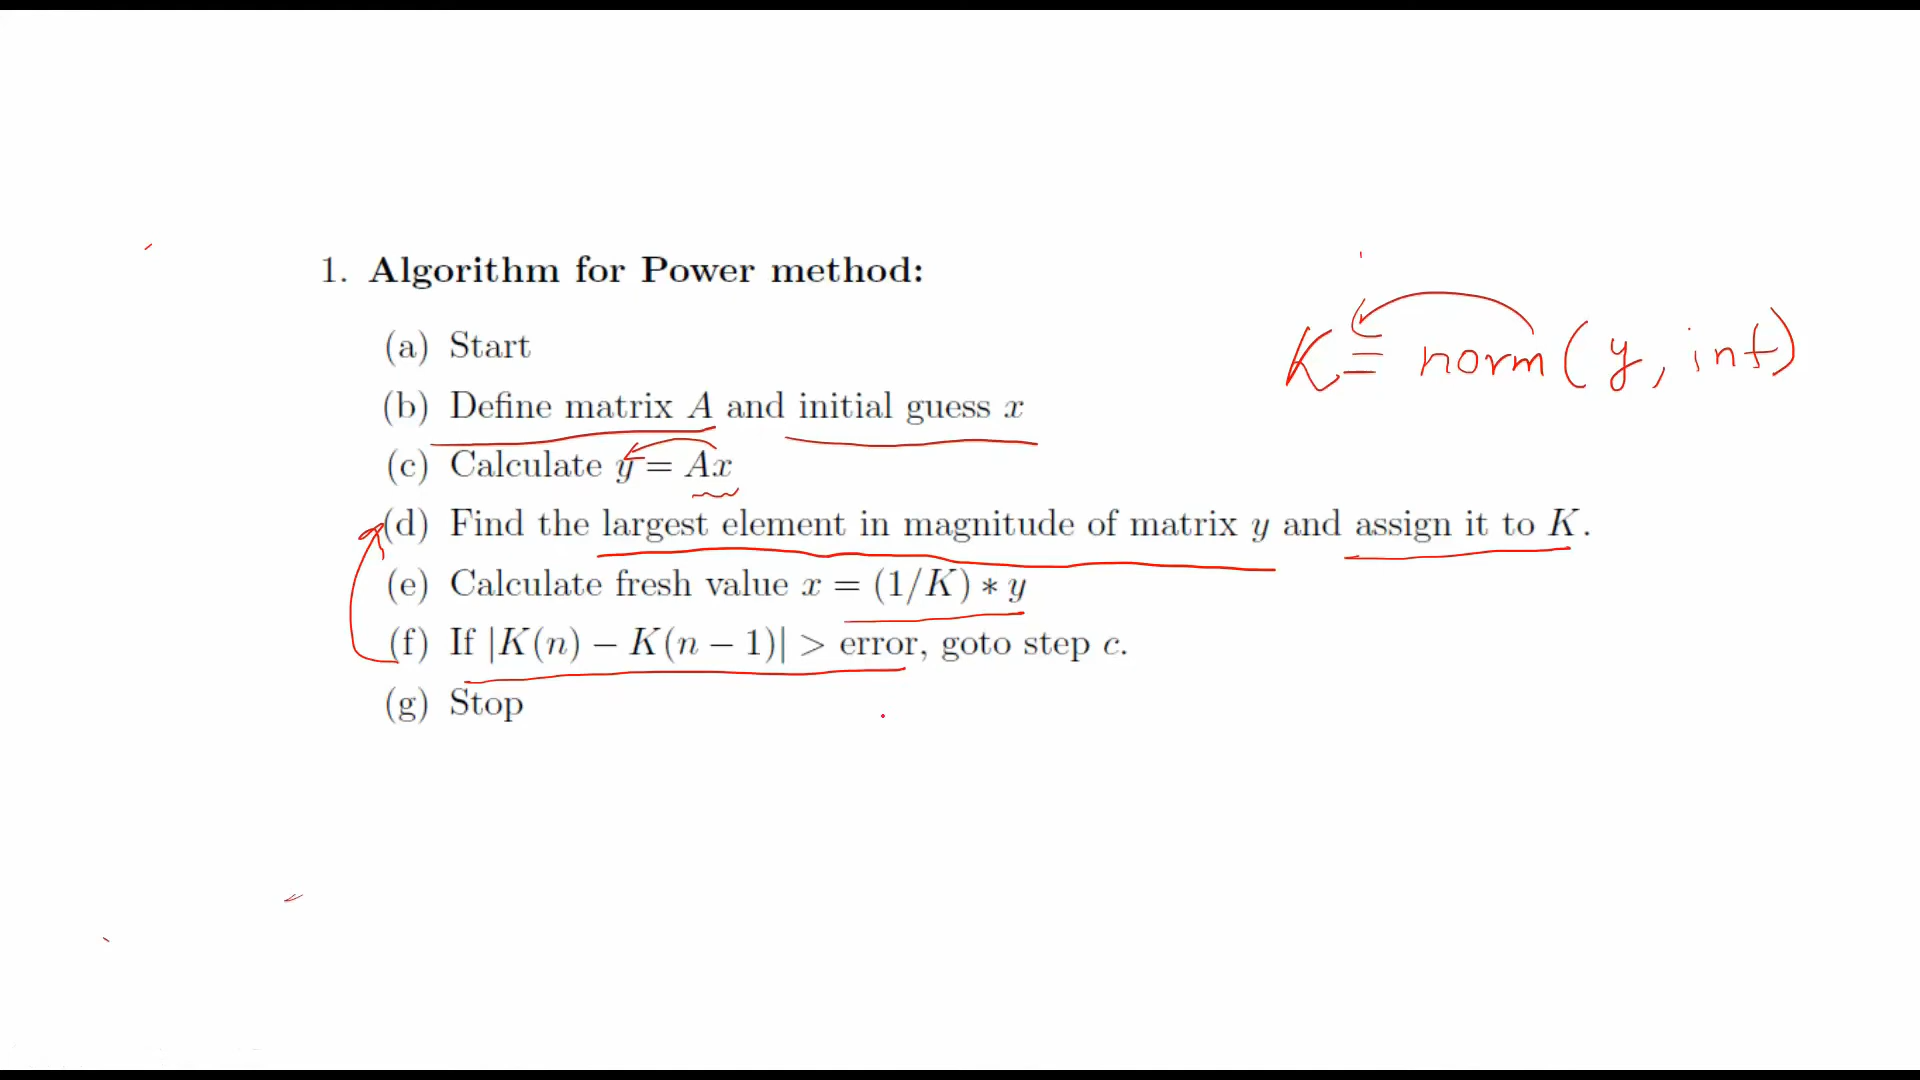 1. Algorithm for Power method:
(a) Start
K = norm(y, inf)
(b) Define matrix A and initial guess x
(c) Calculate y = Ax
(d) Find the largest element in magnitude of matrix y and assign it to K.
(e) Calculate fresh value x = (1/K) ∗ y
(f) If |K(n) − K(n − 1)| > error, goto step c.
(g) Stop